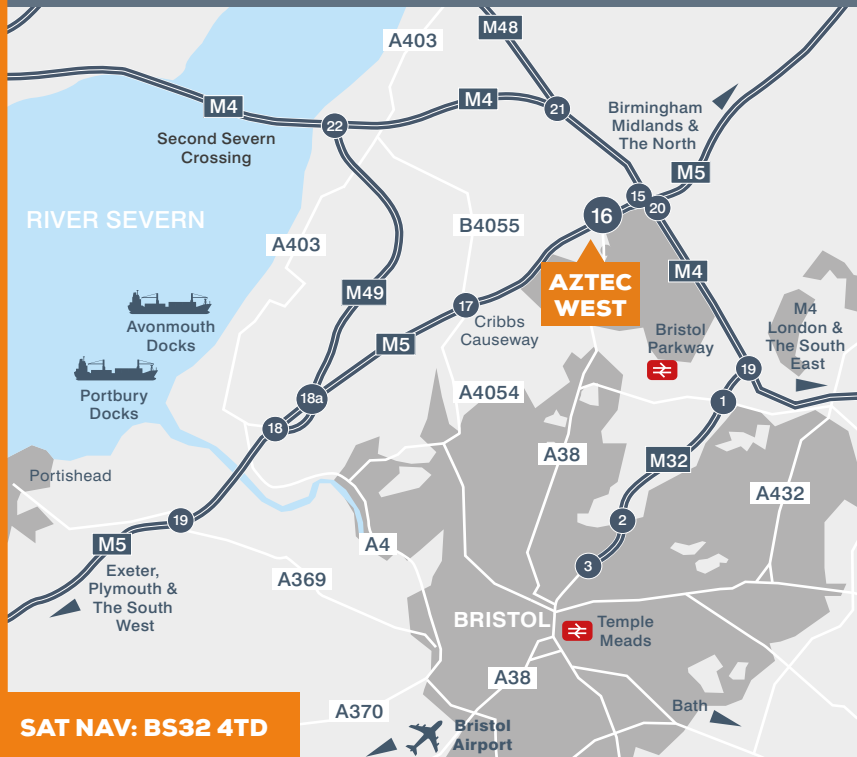 M48
A403
M4
M4
21
22
Second Severn
Crossing
Birmingham
Midlands &
The North
M5
15
20
16
RIVER SEVERN
A403
B4055
AZTEC
WEST
M4
M49
17
Cribbs
Causeway
Avonmouth
Docks
M5
Bristol
Parkway
M4
London &
The South
East
Portbury
Docks
18a
18
A4054
19
1
A38
M32
Portishead
A432
19
2
M5
A4
Exeter,
Plymouth &
The South
West
A369
3
BRISTOL
Temple
Meads
A38
A370
Bath
SAT NAV: BS32 4TD
Bristol
Airport